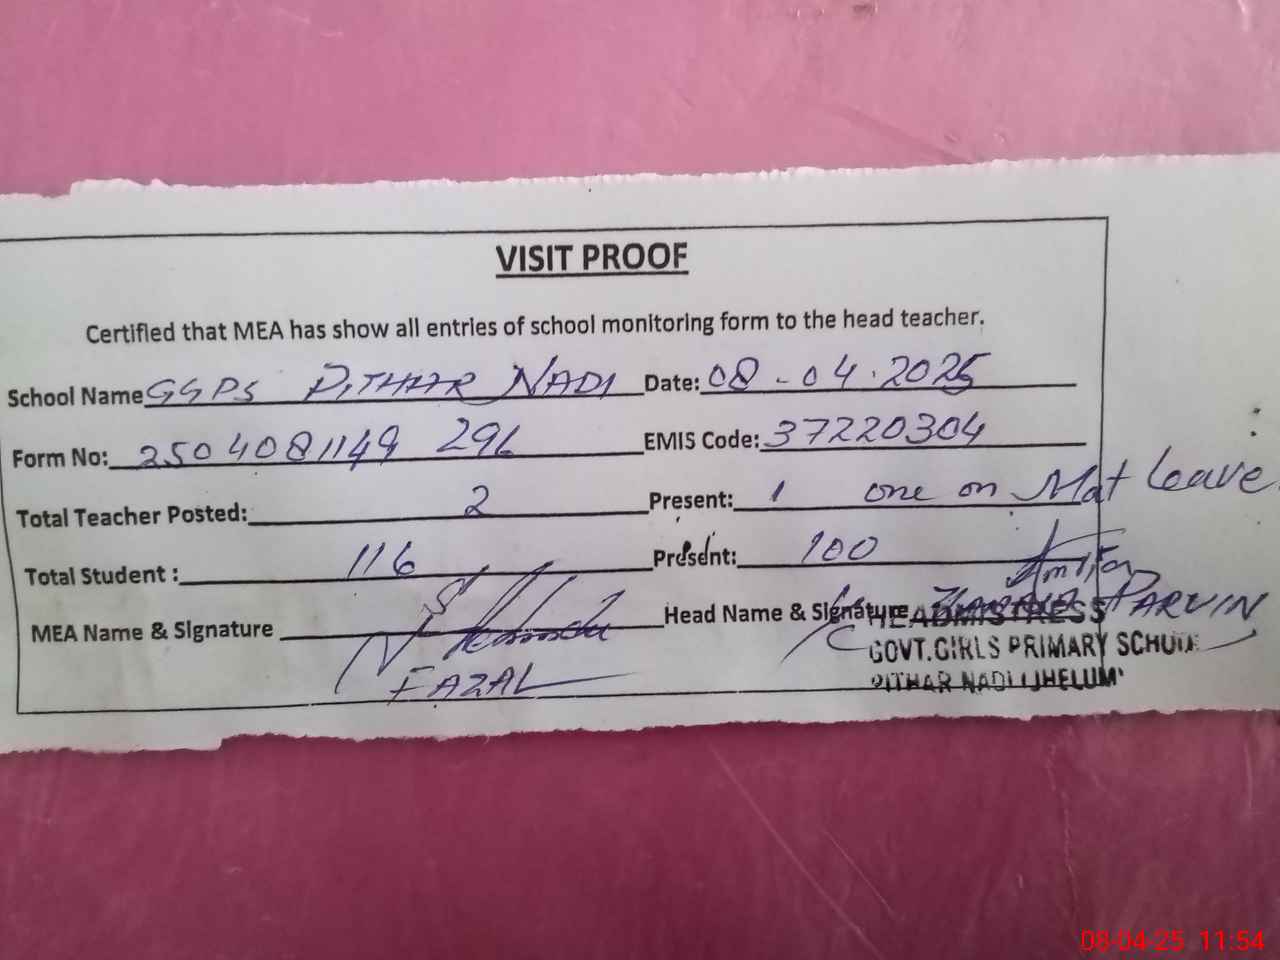 VISIT PROOF
Certified that MEA has show all entries of school monitoring form to the head teacher.
School Name GGPS PITHAR NADI Date: 08-04.2025
Form No: 2504081149 296 EMIS Code: 37220304
Total Teacher Posted: 2 Present: 1 one on Mat Leave
Total Student : 116 Present: 100
MEA Name & Signature Head Name & Signature PARVIN
FAZAL
HEADMISTRESS
GOVT.GIRLS PRIMARY SCHOOL
PITHAR NADI (JHELUM)
08-04-25 11:54